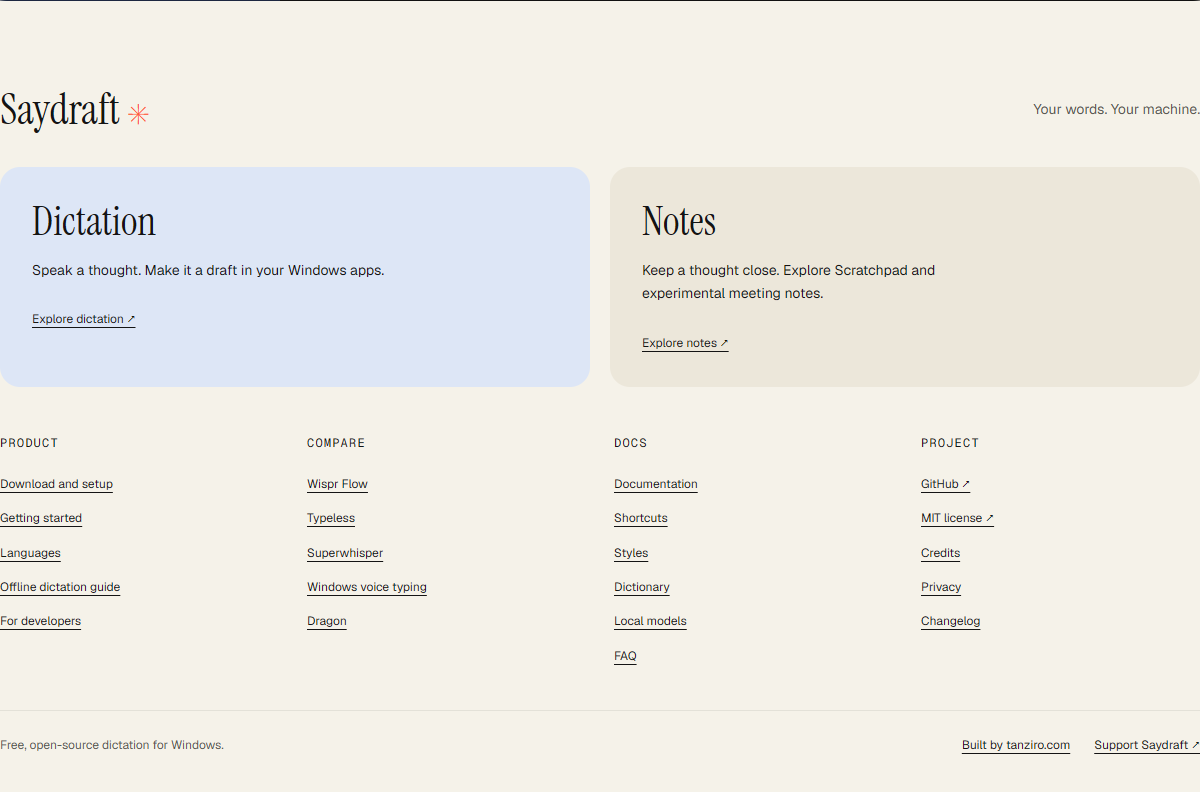 Saydraft
Your words. Your machine.
Dictation
Speak a thought. Make it a draft in your Windows apps.
Explore dictation ↗
Notes
Keep a thought close. Explore Scratchpad and
experimental meeting notes.
Explore notes ↗
PRODUCT
Download and setup
Getting started
Languages
Offline dictation guide
For developers
COMPARE
Wispr Flow
Typeless
Superwhisper
Windows voice typing
Dragon
DOCS
Documentation
Shortcuts
Styles
Dictionary
Local models
FAQ
PROJECT
GitHub ↗
MIT license ↗
Credits
Privacy
Changelog
Free, open-source dictation for Windows.
Built by tanziro.com
Support Saydraft ↗